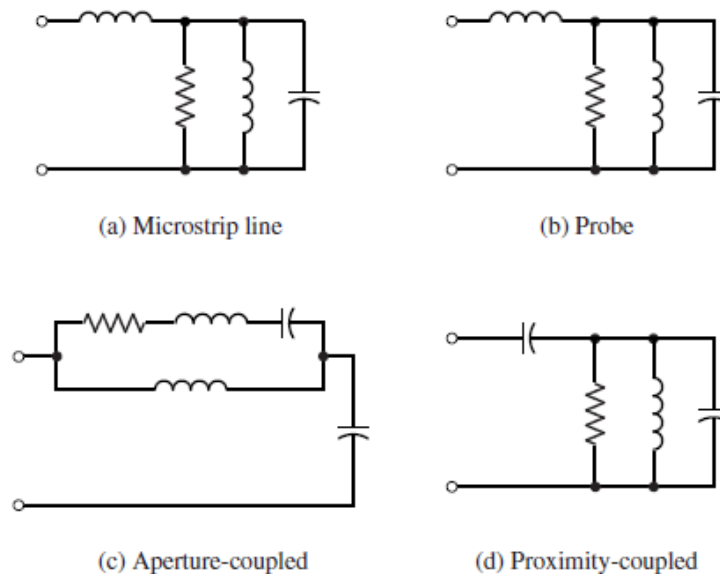 (a) Microstrip line
(b) Probe
(c) Aperture-coupled
(d) Proximity-coupled